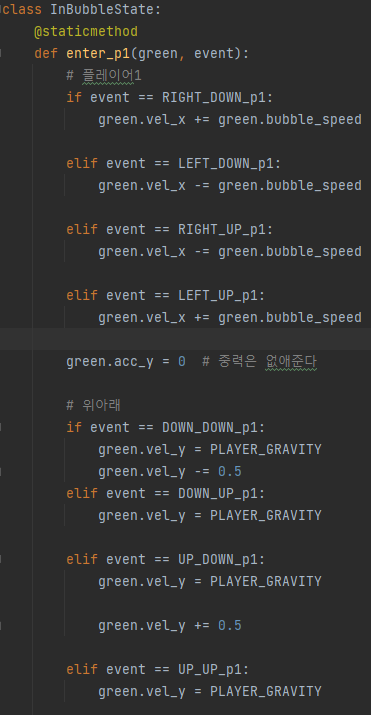 class InBubbleState:
@staticmethod
def enter_p1(green, event):
# 플레이어1
if event == RIGHT_DOWN_p1:
green.vel_x += green.bubble_speed
elif event == LEFT_DOWN_p1:
green.vel_x -= green.bubble_speed
elif event == RIGHT_UP_p1:
green.vel_x -= green.bubble_speed
elif event == LEFT_UP_p1:
green.vel_x += green.bubble_speed
green.acc_y = 0  # 중력은 없애준다
# 위아래
if event == DOWN_DOWN_p1:
green.vel_y = PLAYER_GRAVITY
green.vel_y -= 0.5
elif event == DOWN_UP_p1:
green.vel_y = PLAYER_GRAVITY
elif event == UP_DOWN_p1:
green.vel_y = PLAYER_GRAVITY
green.vel_y += 0.5
elif event == UP_UP_p1:
green.vel_y = PLAYER_GRAVITY